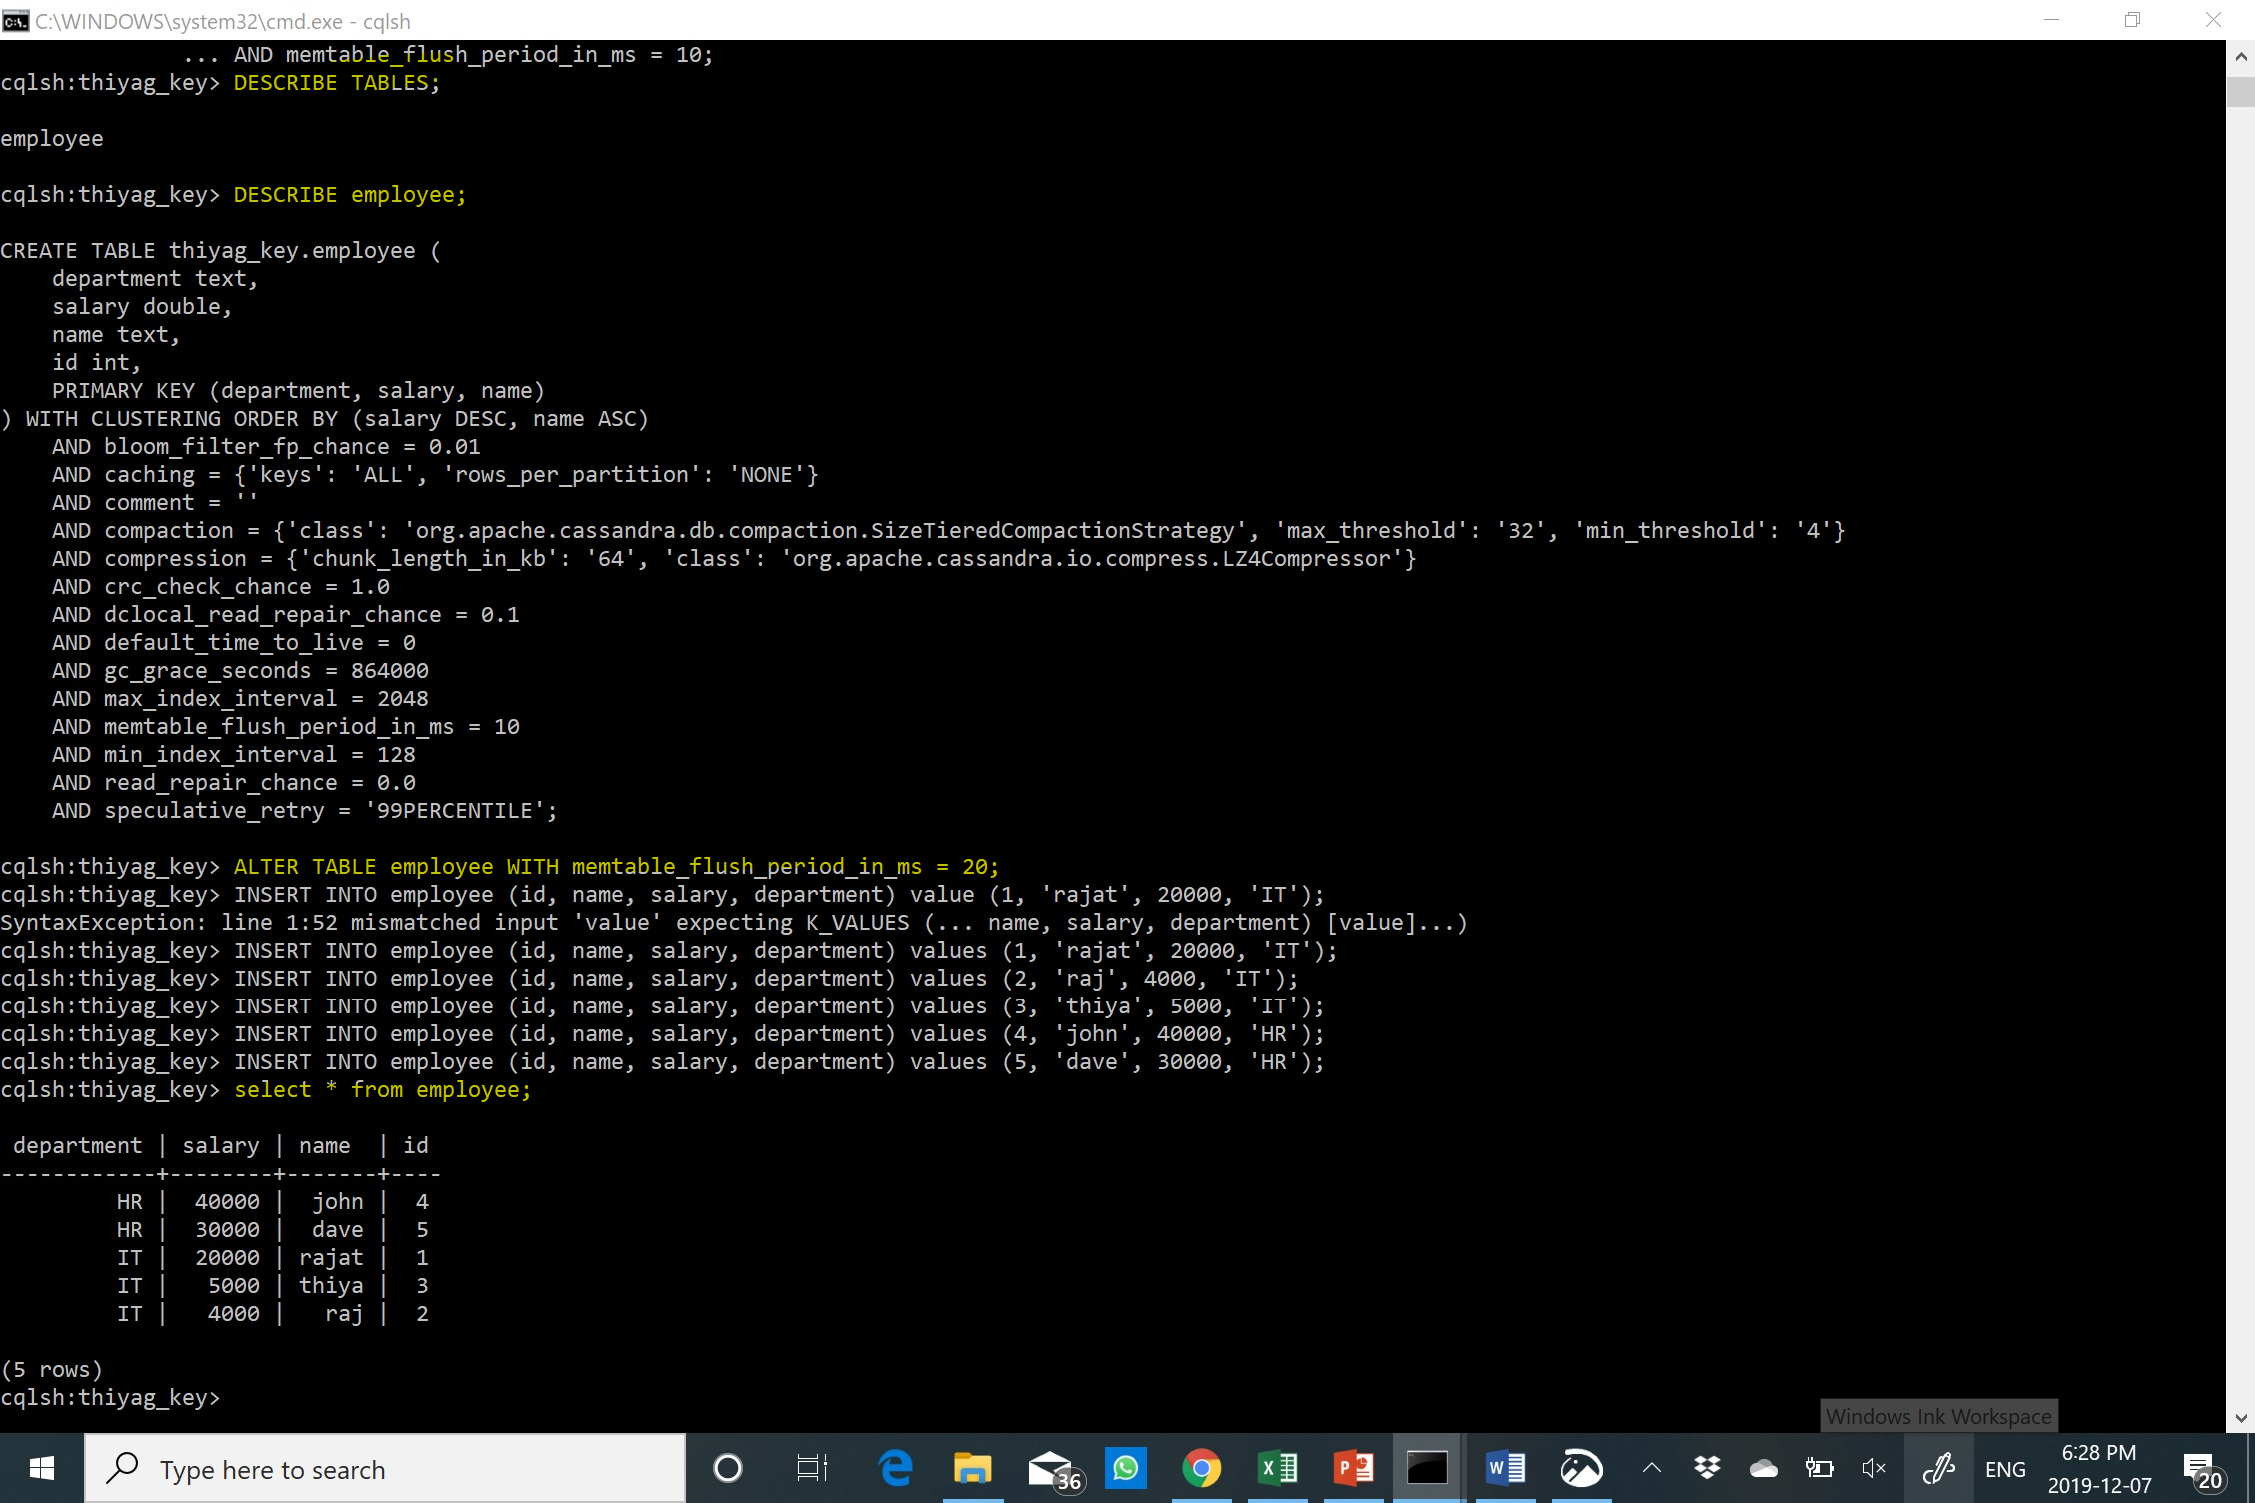 C:\WINDOWS\system32\cmd.exe - cqlsh
... AND memtable_flush_period_in_ms = 10;
cqlsh:thiyag_key> DESCRIBE TABLES;
employee
cqlsh:thiyag_key> DESCRIBE employee;
CREATE TABLE thiyag_key.employee (
    department text,
    salary double,
    name text,
    id int,
    PRIMARY KEY (department, salary, name)
) WITH CLUSTERING ORDER BY (salary DESC, name ASC)
    AND bloom_filter_fp_chance = 0.01
    AND caching = {'keys': 'ALL', 'rows_per_partition': 'NONE'}
    AND comment = ''
    AND compaction = {'class': 'org.apache.cassandra.db.compaction.SizeTieredCompactionStrategy', 'max_threshold': '32', 'min_threshold': '4'}
    AND compression = {'chunk_length_in_kb': '64', 'class': 'org.apache.cassandra.io.compress.LZ4Compressor'}
    AND crc_check_chance = 1.0
    AND dclocal_read_repair_chance = 0.1
    AND default_time_to_live = 0
    AND gc_grace_seconds = 864000
    AND max_index_interval = 2048
    AND memtable_flush_period_in_ms = 10
    AND min_index_interval = 128
    AND read_repair_chance = 0.0
    AND speculative_retry = '99PERCENTILE';
cqlsh:thiyag_key> ALTER TABLE employee WITH memtable_flush_period_in_ms = 20;
cqlsh:thiyag_key> INSERT INTO employee (id, name, salary, department) value (1, 'rajat', 20000, 'IT');
SyntaxException: line 1:52 mismatched input 'value' expecting K_VALUES (... name, salary, department) [value]...)
cqlsh:thiyag_key> INSERT INTO employee (id, name, salary, department) values (1, 'rajat', 20000, 'IT');
cqlsh:thiyag_key> INSERT INTO employee (id, name, salary, department) values (2, 'raj', 4000, 'IT');
cqlsh:thiyag_key> INSERT INTO employee (id, name, salary, department) values (3, 'thiya', 5000, 'IT');
cqlsh:thiyag_key> INSERT INTO employee (id, name, salary, department) values (4, 'john', 40000, 'HR');
cqlsh:thiyag_key> INSERT INTO employee (id, name, salary, department) values (5, 'dave', 30000, 'HR');
cqlsh:thiyag_key> select * from employee;
 department | salary | name  | id
------------+--------+-------+----
         HR |  40000 |  john |  4
         HR |  30000 |  dave |  5
         IT |  20000 | rajat |  1
         IT |   5000 | thiya |  3
         IT |   4000 |   raj |  2
(5 rows)
cqlsh:thiyag_key>
Windows Ink Workspace
Type here to search
36
ENG
6:28 PM
2019-12-07
20